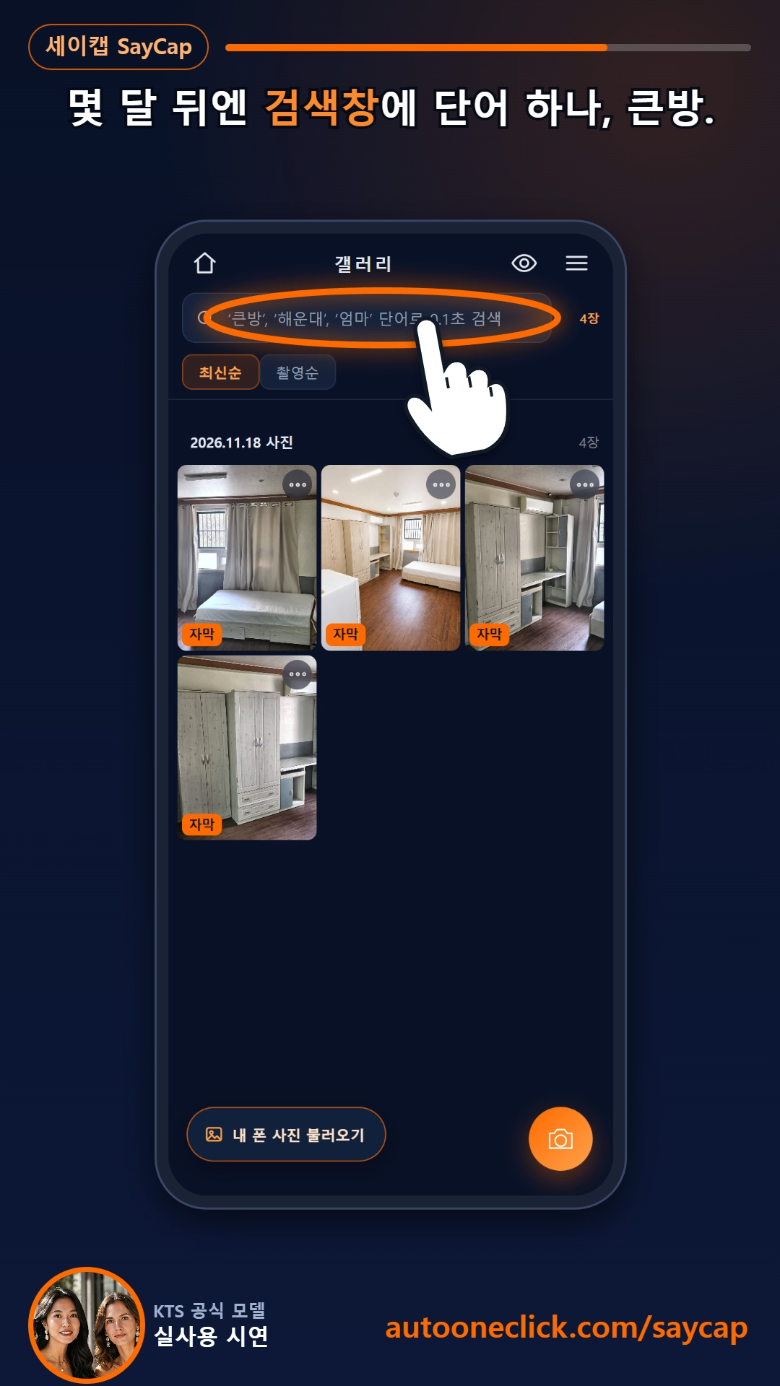 세이캡 SayCap
몇 달 뒤엔 검색창에 단어 하나, 큰방.
갤러리
'큰방', '해운대', '엄마' 단어로 0.1초 검색
4장
최신순
촬영순
2026.11.18 사진
4장
자막
자막
자막
자막
내 폰 사진 불러오기
KTS 공식 모델
실사용 시연
autooneclick.com/saycap